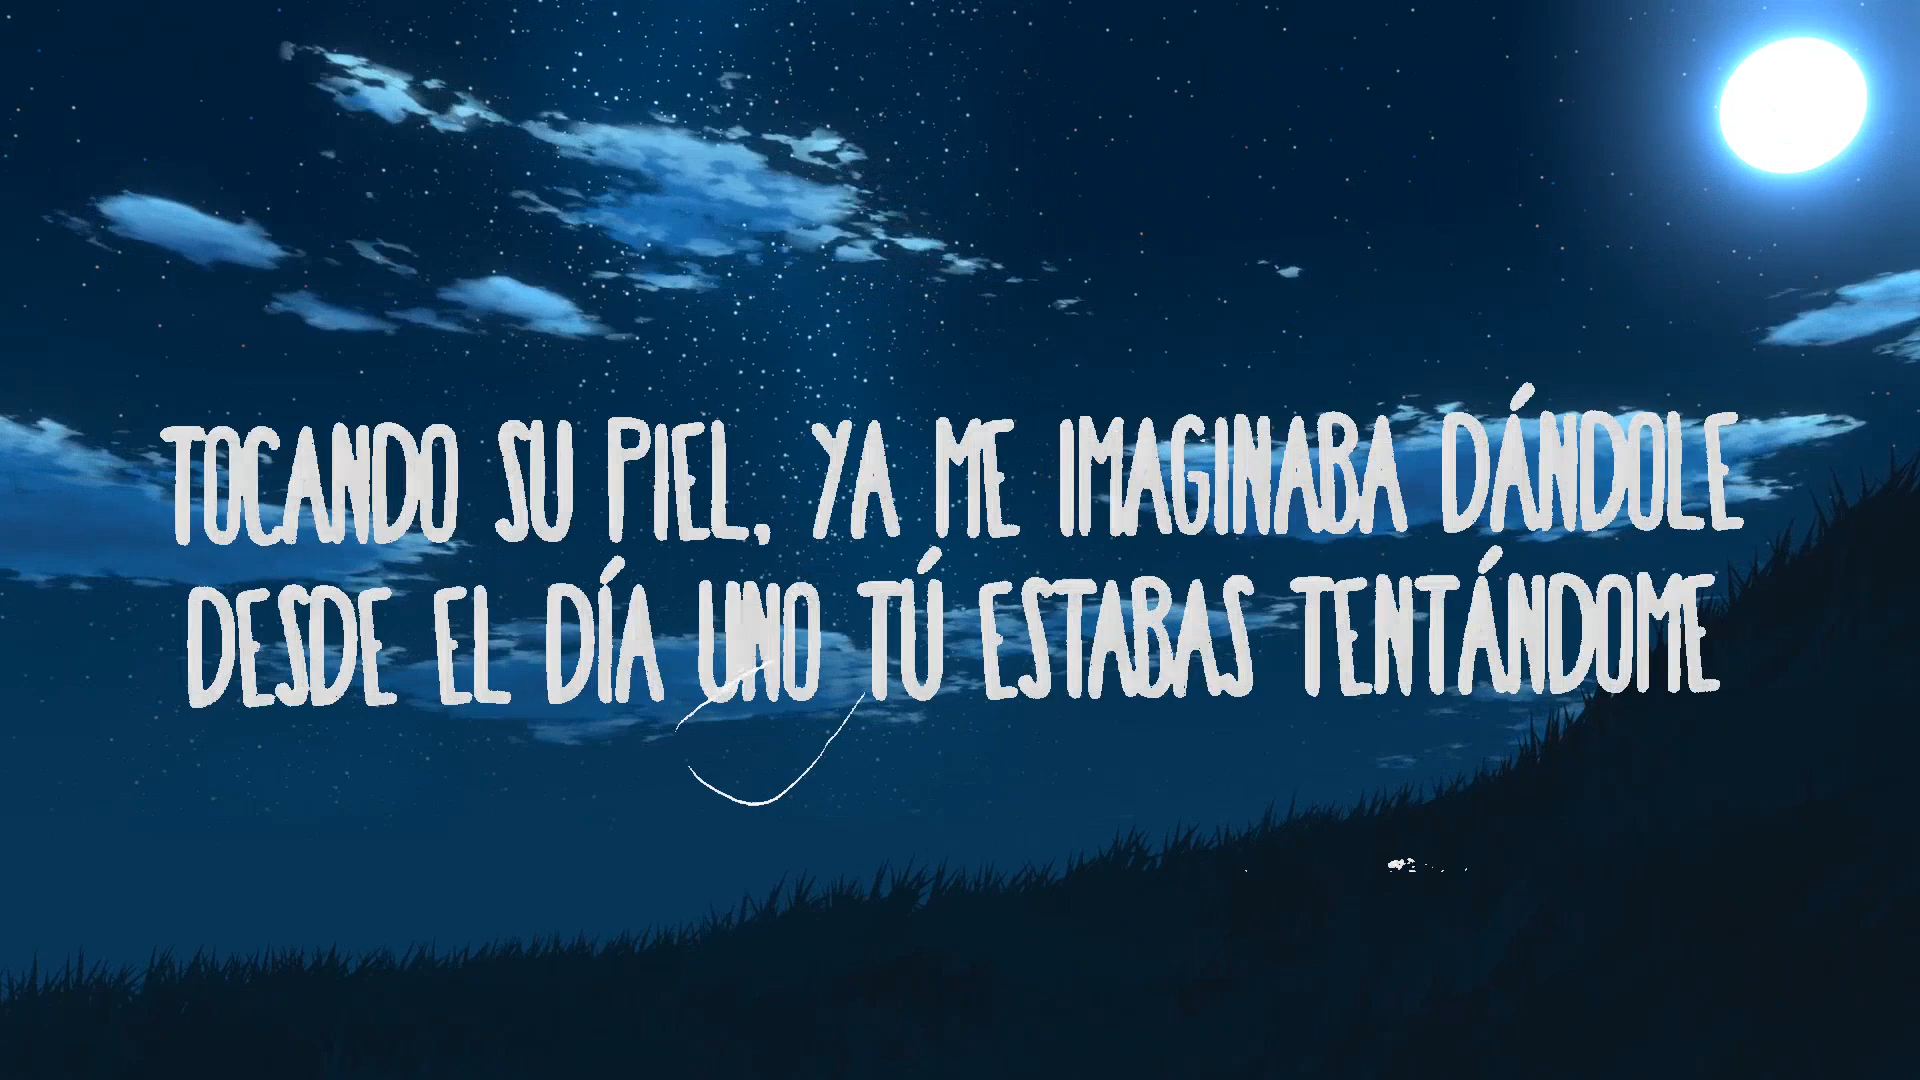 TOCANDO SU PIEL, YA ME IMAGINABA DÁNDOLE
DESDE EL DÍA UNO TÚ ESTABAS TENTÁNDOME